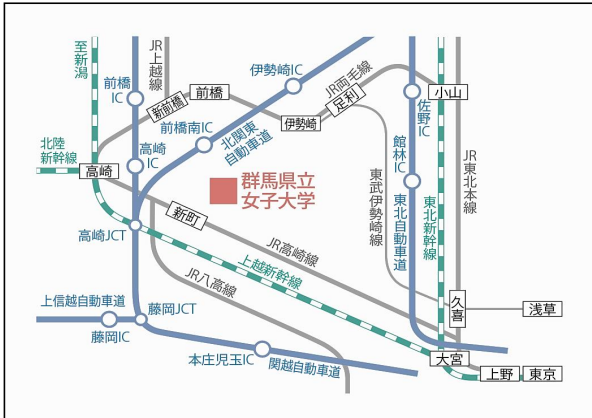 至新潟
JR上越線
前橋
IC
新前橋
前橋
伊勢崎IC
JR両毛線
足利
小山
佐野IC
前橋南IC
北関東
自動車道
伊勢崎
北陸
新幹線
高崎
高崎
IC
群馬県立
女子大学
館林IC
東武伊勢崎線
東北自動車道
東北新幹線
JR東北本線
新町
高崎JCT
JR高崎線
上越新幹線
JR八高線
上信越自動車道
藤岡JCT
藤岡IC
本庄児玉IC
関越自動車道
久喜
浅草
大宮
上野
東京